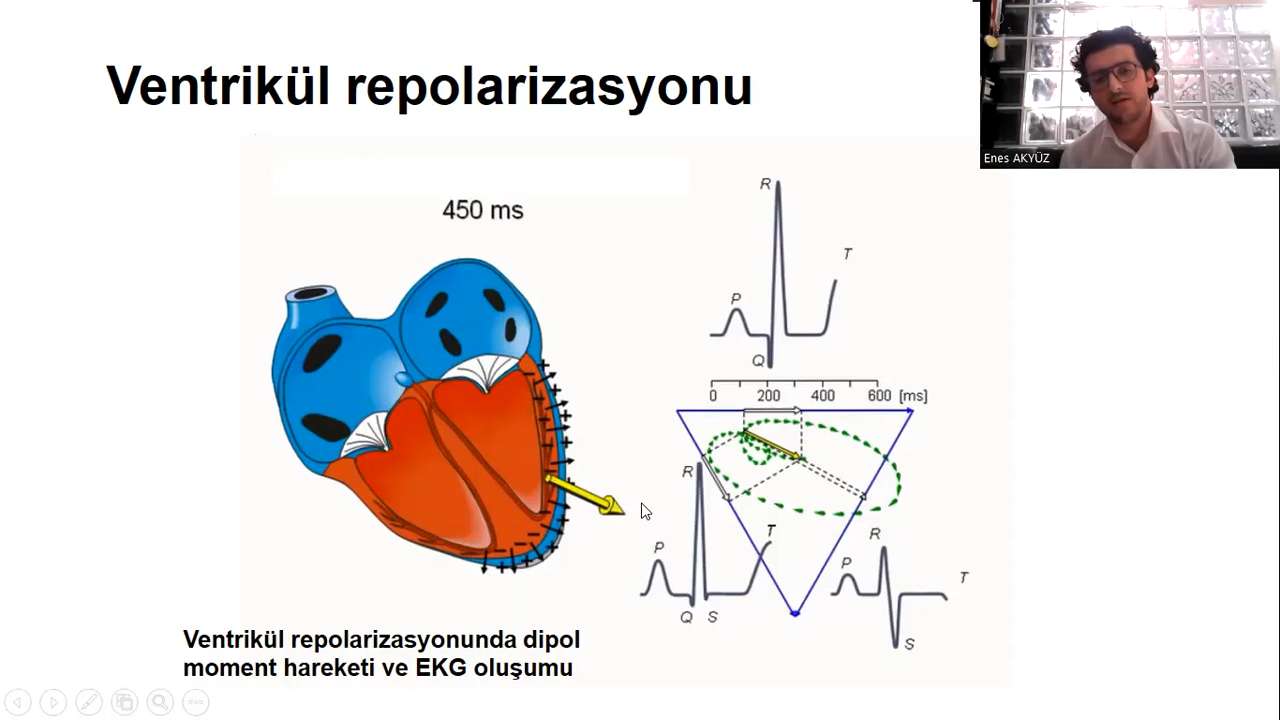 Ventrikül repolarizasyonu
Enes AKYÜZ
450 ms
R
T
P
Q
0 200 400 600 [ms]
R
P
T
Q S
R
P
T
S
Ventrikül repolarizasyonunda dipol
moment hareketi ve EKG oluşumu